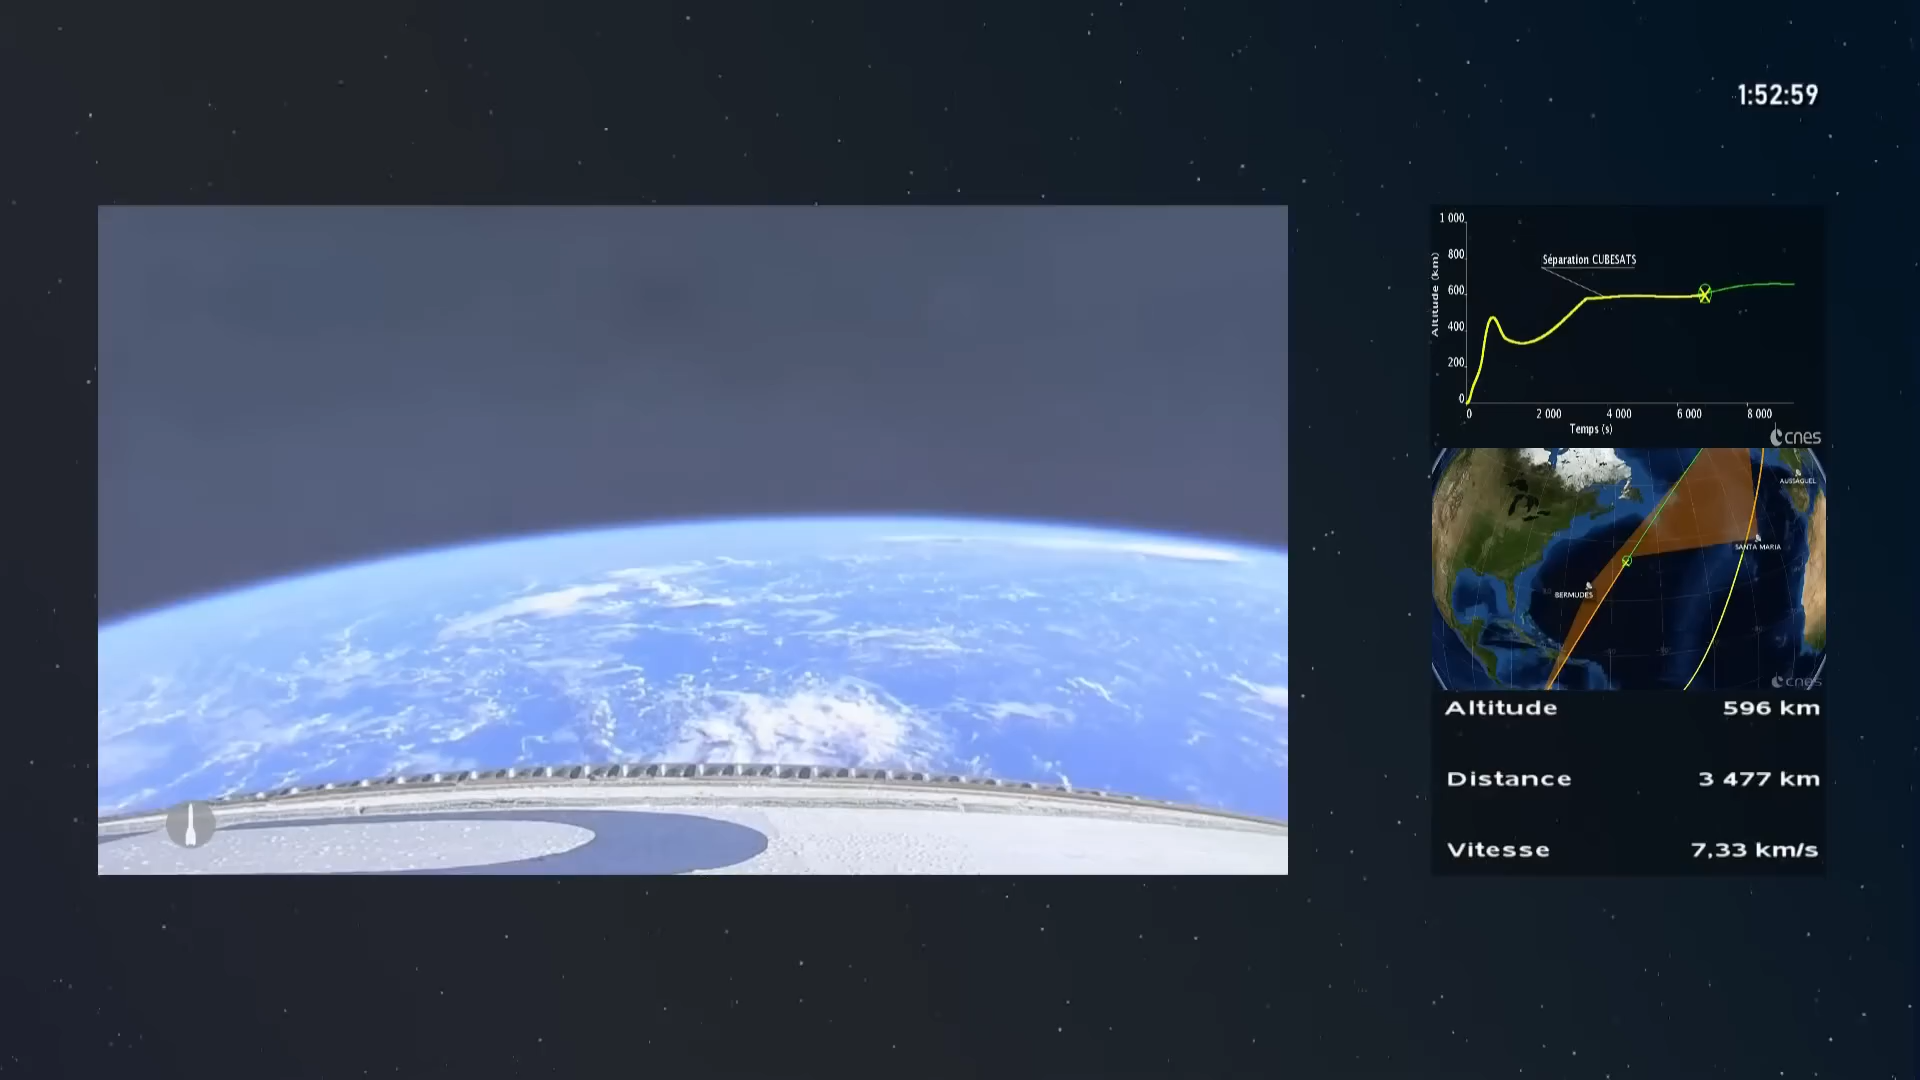 1:52:59
1 000
800
600
400
200
0
Altitude (km)
Séparation CUBESATS
0
2 000
4 000
6 000
8 000
Temps (s)
cnes
AUSSAGUEL
SANTA MARIA
BERMUDES
cnes
Altitude 596 km
Distance 3 477 km
Vitesse 7,33 km/s